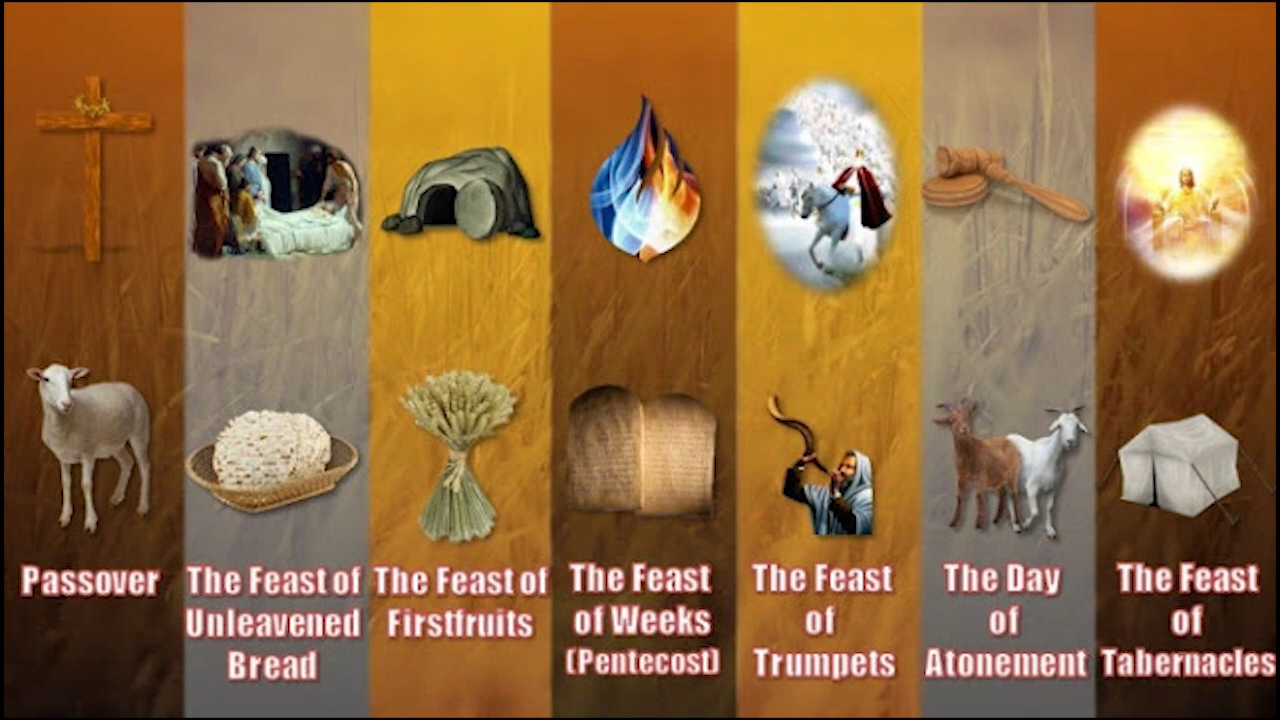 Passover
The Feast of
Unleavened
Bread
The Feast of
Firstfruits
The Feast
of Weeks
(Pentecost)
The Feast
of
Trumpets
The Day
of
Atonement
The Feast
of
Tabernacles